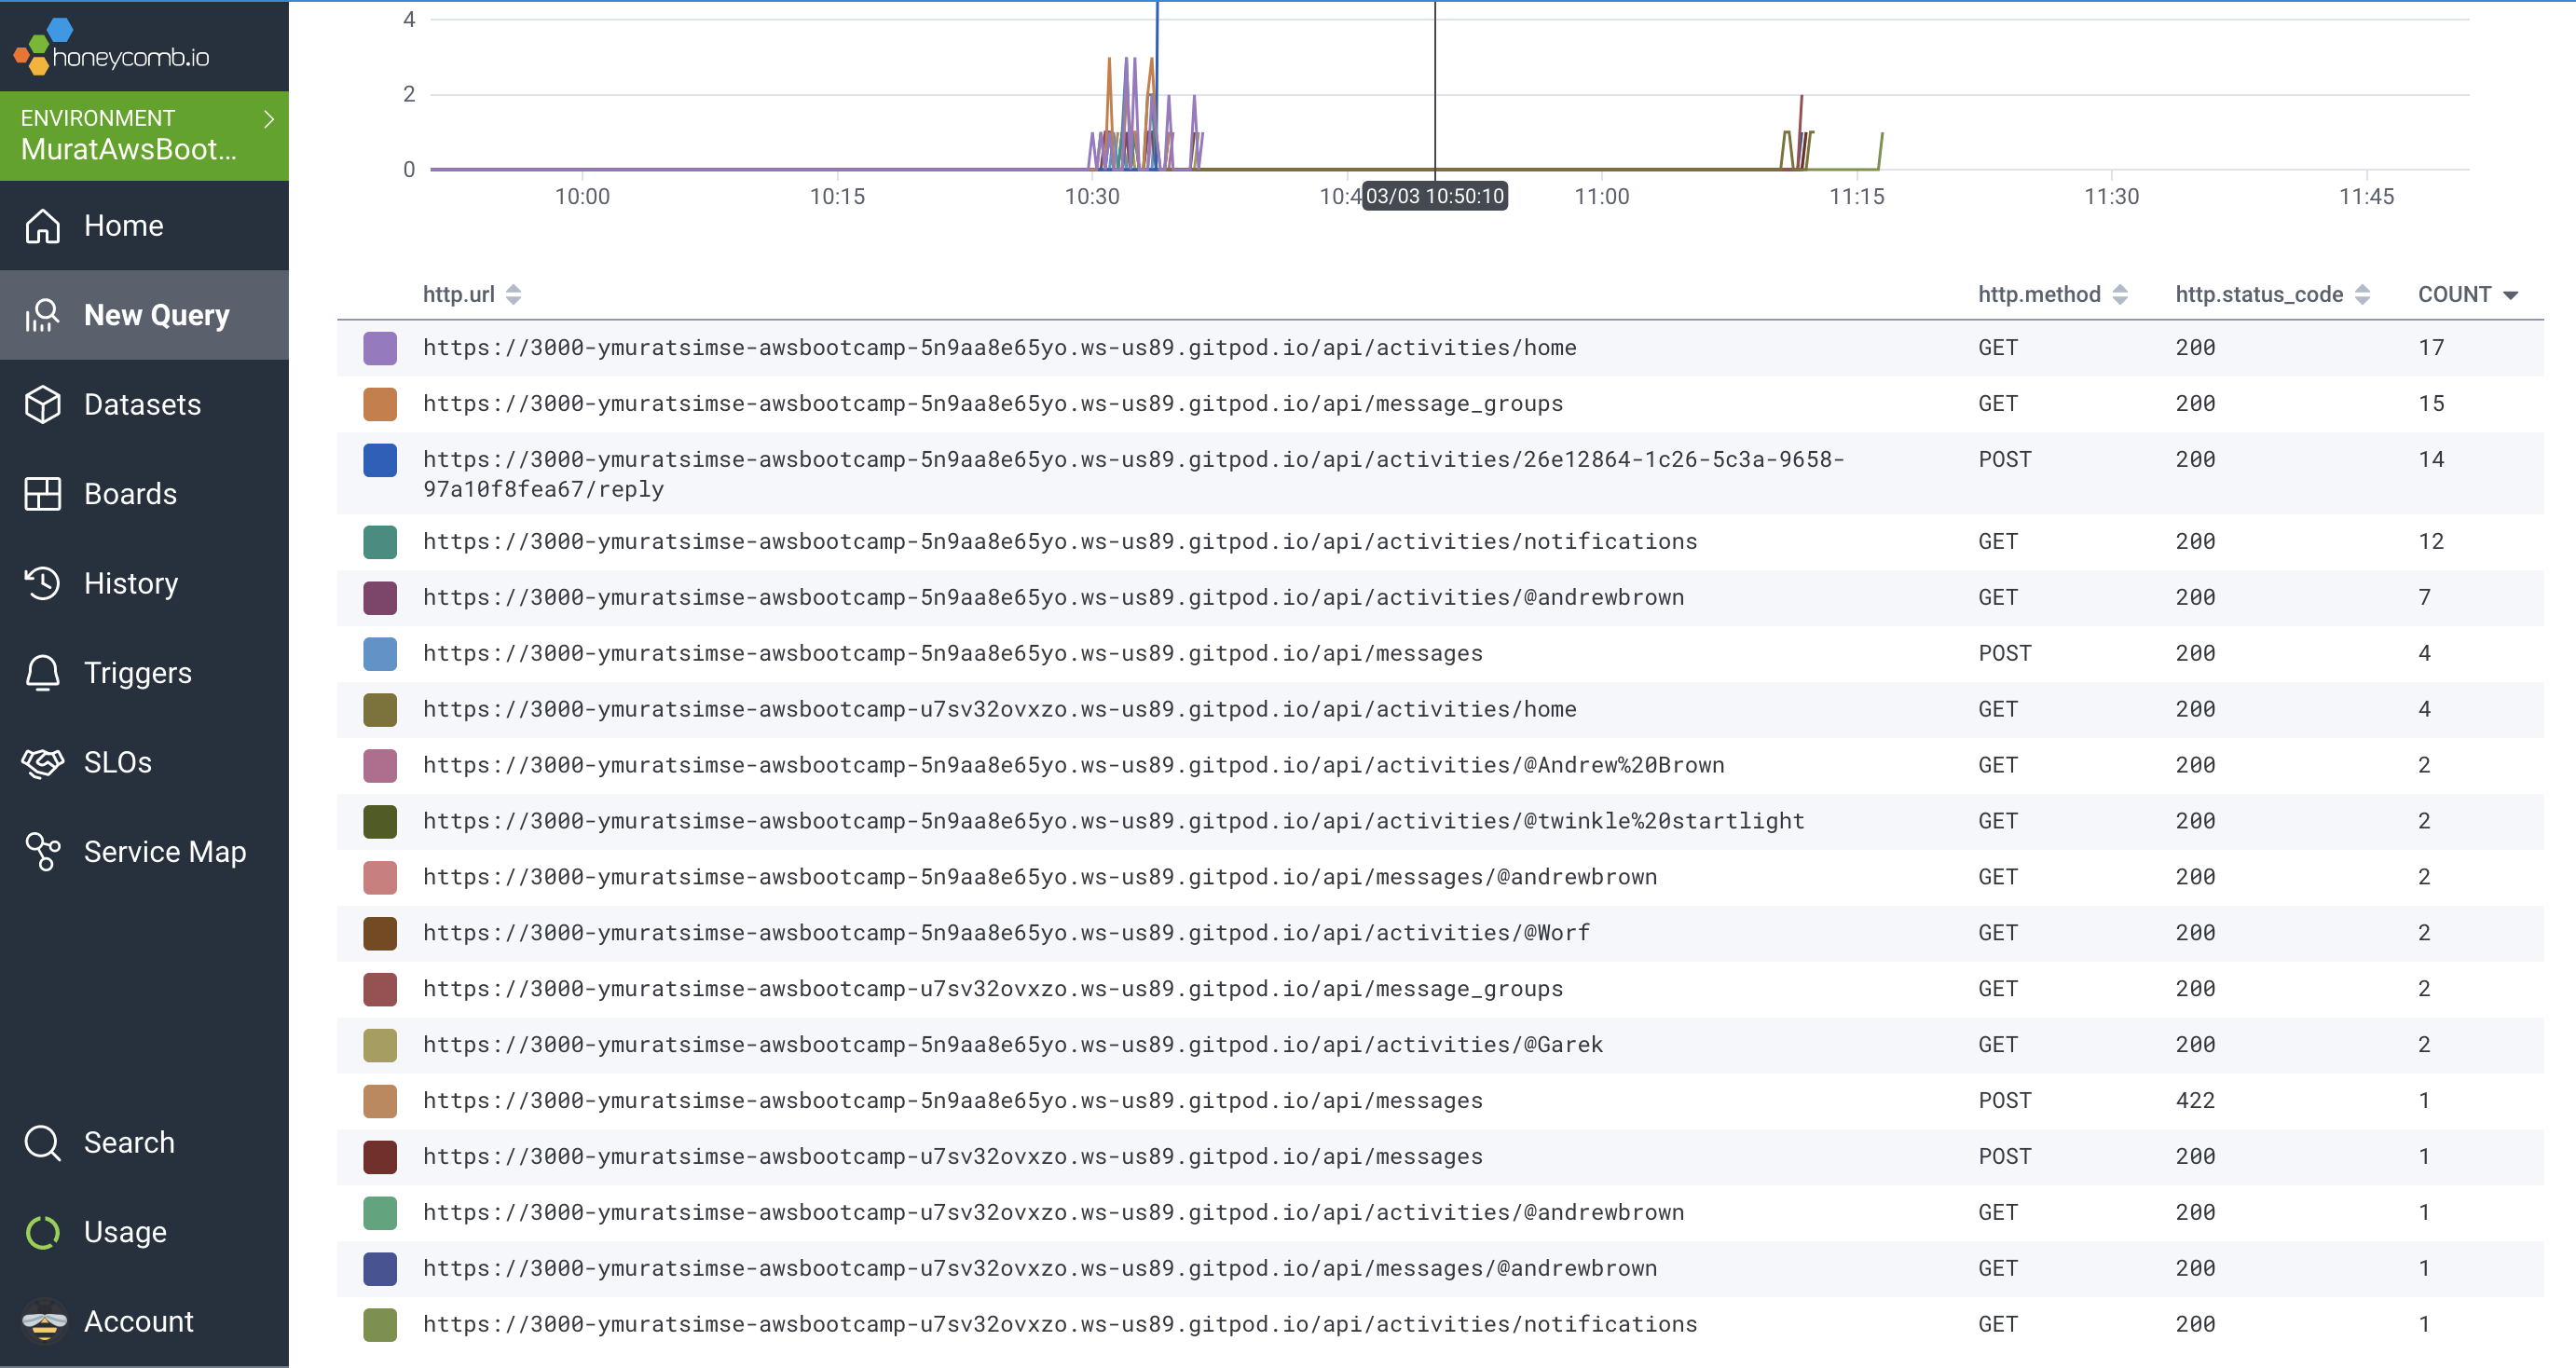 honeycomb.io
ENVIRONMENT
MuratAwsBoot...
Home
New Query
Datasets
Boards
History
Triggers
SLOs
Service Map
Search
Usage
Account
4
2
0
10:00 10:15 10:30 10:4 03/03 10:50:10 11:00 11:15 11:30 11:45
http.url http.method http.status_code COUNT
https://3000-ymuratsimse-awsbootcamp-5n9aa8e65yo.ws-us89.gitpod.io/api/activities/home GET 200 17
https://3000-ymuratsimse-awsbootcamp-5n9aa8e65yo.ws-us89.gitpod.io/api/message_groups GET 200 15
https://3000-ymuratsimse-awsbootcamp-5n9aa8e65yo.ws-us89.gitpod.io/api/activities/26e12864-1c26-5c3a-9658- POST 200 14
97a10f8fea67/reply
https://3000-ymuratsimse-awsbootcamp-5n9aa8e65yo.ws-us89.gitpod.io/api/activities/notifications GET 200 12
https://3000-ymuratsimse-awsbootcamp-5n9aa8e65yo.ws-us89.gitpod.io/api/activities/@andrewbrown GET 200 7
https://3000-ymuratsimse-awsbootcamp-5n9aa8e65yo.ws-us89.gitpod.io/api/messages POST 200 4
https://3000-ymuratsimse-awsbootcamp-u7sv32ovxzo.ws-us89.gitpod.io/api/activities/home GET 200 4
https://3000-ymuratsimse-awsbootcamp-5n9aa8e65yo.ws-us89.gitpod.io/api/activities/@Andrew%20Brown GET 200 2
https://3000-ymuratsimse-awsbootcamp-5n9aa8e65yo.ws-us89.gitpod.io/api/activities/@twinkle%20startlight GET 200 2
https://3000-ymuratsimse-awsbootcamp-5n9aa8e65yo.ws-us89.gitpod.io/api/messages/@andrewbrown GET 200 2
https://3000-ymuratsimse-awsbootcamp-5n9aa8e65yo.ws-us89.gitpod.io/api/activities/@Worf GET 200 2
https://3000-ymuratsimse-awsbootcamp-u7sv32ovxzo.ws-us89.gitpod.io/api/message_groups GET 200 2
https://3000-ymuratsimse-awsbootcamp-5n9aa8e65yo.ws-us89.gitpod.io/api/activities/@Garek GET 200 2
https://3000-ymuratsimse-awsbootcamp-5n9aa8e65yo.ws-us89.gitpod.io/api/messages POST 422 1
https://3000-ymuratsimse-awsbootcamp-u7sv32ovxzo.ws-us89.gitpod.io/api/messages POST 200 1
https://3000-ymuratsimse-awsbootcamp-u7sv32ovxzo.ws-us89.gitpod.io/api/activities/@andrewbrown GET 200 1
https://3000-ymuratsimse-awsbootcamp-u7sv32ovxzo.ws-us89.gitpod.io/api/messages/@andrewbrown GET 200 1
https://3000-ymuratsimse-awsbootcamp-u7sv32ovxzo.ws-us89.gitpod.io/api/activities/notifications GET 200 1